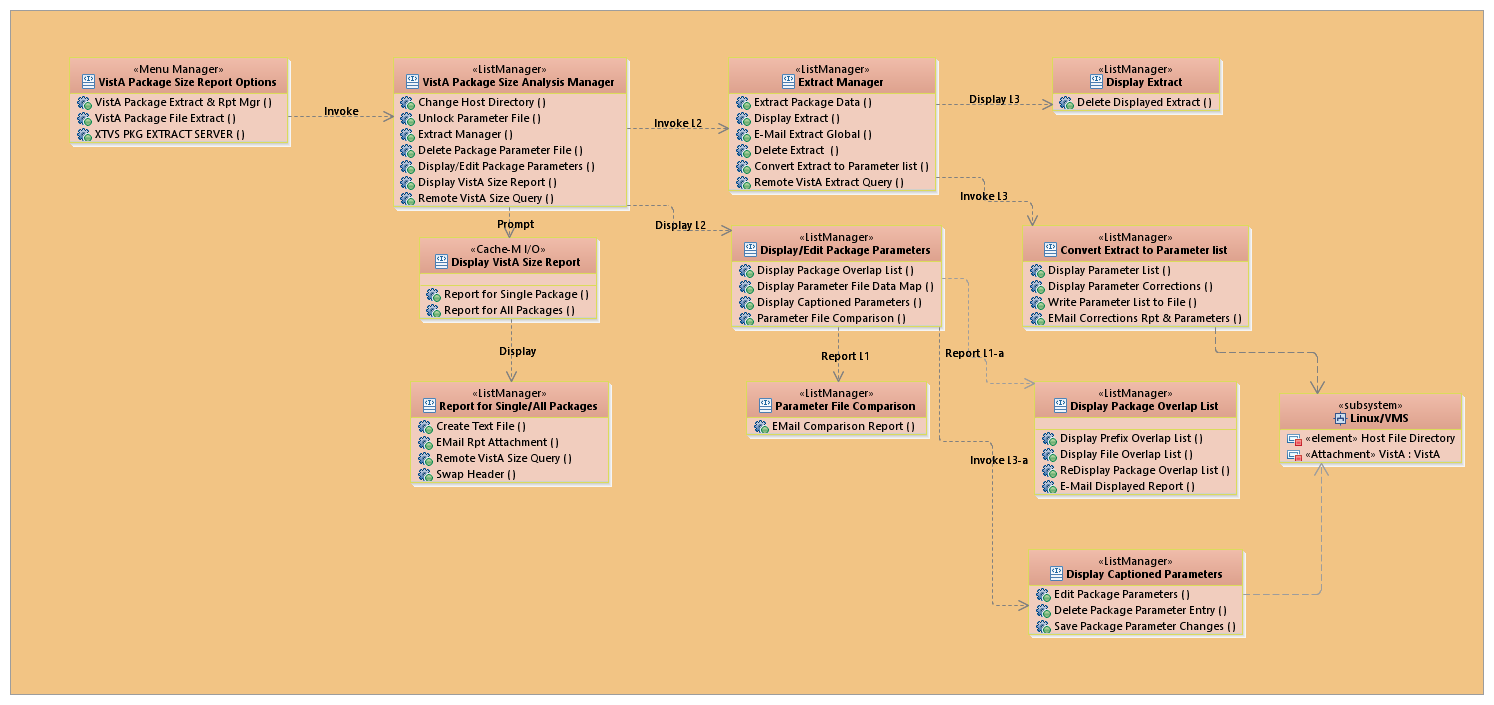 «Menu Manager»
VistA Package Size Report Options
VistA Package Extract & Rpt Mgr ( )
VistA Package File Extract ( )
XTVS PKG EXTRACT SERVER ( )
Invoke
«ListManager»
VistA Package Size Analysis Manager
Change Host Directory ( )
Unlock Parameter File ( )
Extract Manager ( )
Delete Package Parameter File ( )
Display/Edit Package Parameters ( )
Display VistA Size Report ( )
Remote VistA Size Query ( )
Invoke L2
«ListManager»
Extract Manager
Extract Package Data ( )
Display Extract ( )
E-Mail Extract Global ( )
Delete Extract ( )
Convert Extract to Parameter list ( )
Remote VistA Extract Query ( )
Display L3
«ListManager»
Display Extract
Delete Displayed Extract ( )
Invoke L3
Prompt
Display L2
«Cache-M I/O»
Display VistA Size Report
Report for Single Package ( )
Report for All Packages ( )
«ListManager»
Display/Edit Package Parameters
Display Package Overlap List ( )
Display Parameter File Data Map ( )
Display Captioned Parameters ( )
Parameter File Comparison ( )
«ListManager»
Convert Extract to Parameter list
Display Parameter List ( )
Display Parameter Corrections ( )
Write Parameter List to File ( )
EMail Corrections Rpt & Parameters ( )
Display
Report L1
Report L1-a
«ListManager»
Report for Single/All Packages
Create Text File ( )
EMail Rpt Attachment ( )
Remote VistA Size Query ( )
Swap Header ( )
«ListManager»
Parameter File Comparison
EMail Comparison Report ( )
«ListManager»
Display Package Overlap List
Display Prefix Overlap List ( )
Display File Overlap List ( )
ReDisplay Package Overlap List ( )
E-Mail Displayed Report ( )
«subsystem»
Linux/VMS
«element» Host File Directory
«Attachment» VistA : VistA
Invoke L3-a
«ListManager»
Display Captioned Parameters
Edit Package Parameters ( )
Delete Package Parameter Entry ( )
Save Package Parameter Changes ( )